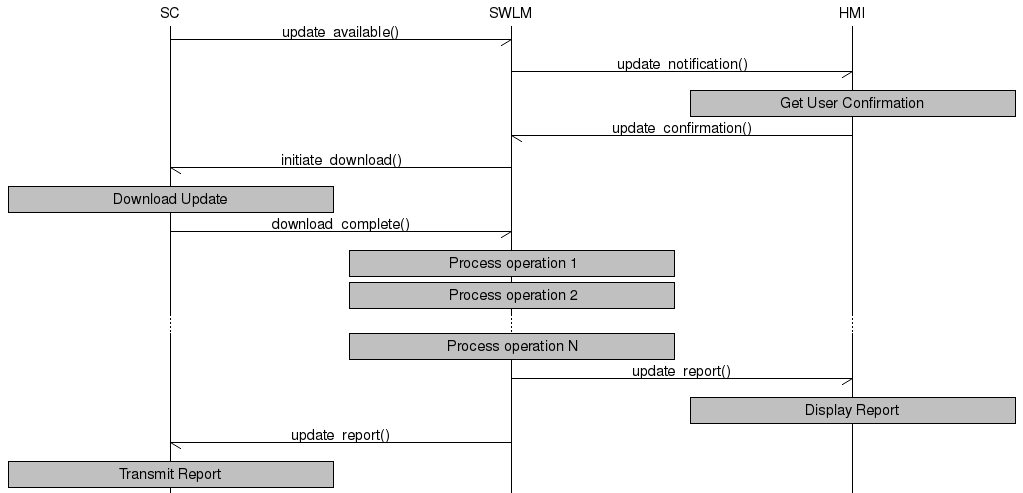 SC SWLM HMI
update_available()
update_notification()
Get User Confirmation
update_confirmation()
initiate_download()
Download Update
download_complete()
Process operation 1
Process operation 2
Process operation N
update_report()
Display Report
update_report()
Transmit Report